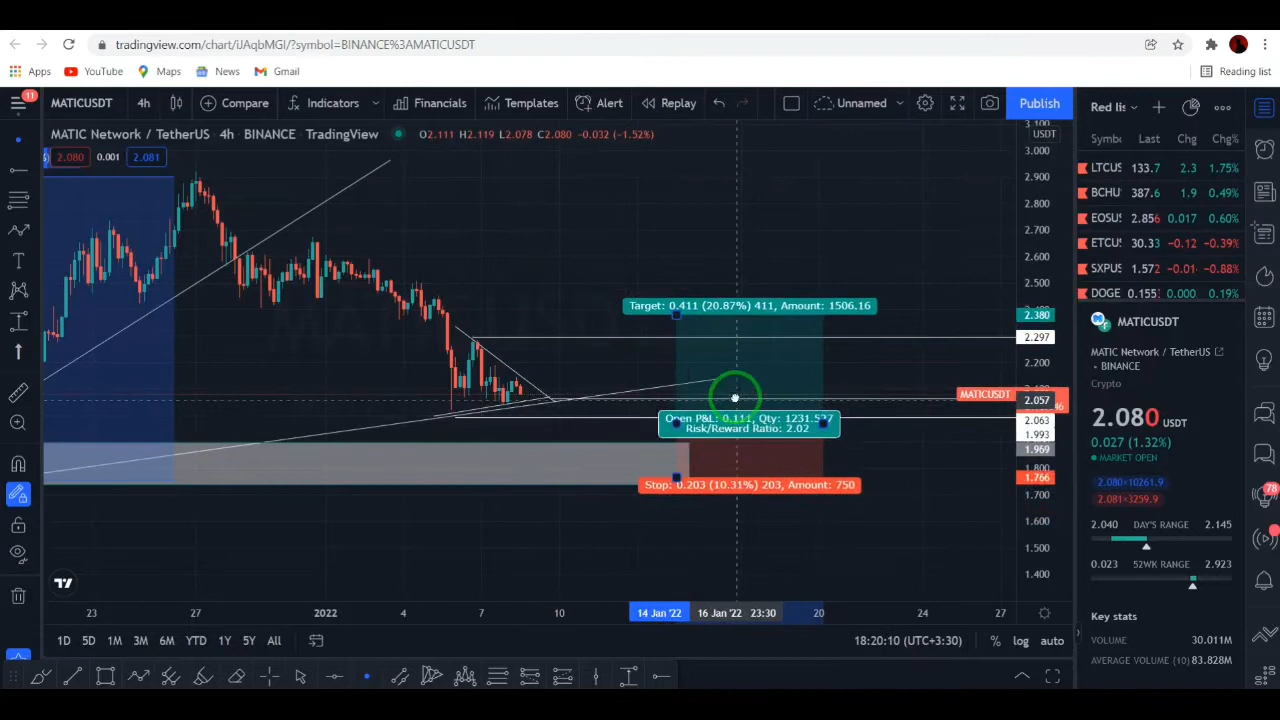 tradingview.com/chart/iJAqbMGI/?symbol=BINANCE%3AMATICUSDT
Apps YouTube Maps News Gmail Reading list
11
MATICUSDT 4h Compare Indicators Financials Templates Alert Replay Unnamed Publish
Red lis
MATIC Network / TetherUS 4h BINANCE TradingView O2.111 H2.119 L2.078 C2.080 -0.032 (-1.52%)
2.080 0.001 2.081
USDT
3.000
2.900
2.800
2.700
2.600
2.500
2.380
2.297
2.200
MATICUSDT
2.057
2.063
1.993
1.969
1.800
1.766
1.700
1.600
1.500
1.400
Target: 0.411 (20.87%) 411, Amount: 1506.16
Open P&L: 0.111, Qty: 1231.527
Risk/Reward Ratio: 2.02
Stop: 0.203 (10.31%) 203, Amount: 750
23 27 2022 4 7 10 14 Jan '22 16 Jan '22 23:30 20 24 27
1D 5D 1M 3M 6M YTD 1Y 5Y All 18:20:10 (UTC+3:30) % log auto
Symbo Last Chg Chg%
LTCUS 133.7 2.3 1.75%
BCHU 387.6 1.9 0.49%
EOSUS 2.856 0.017 0.60%
ETCUS 30.33 -0.12 -0.39%
SXPUS 1.572 -0.01 -0.88%
DOGE 0.155 0.000 0.19%
MATICUSDT
MATIC Network / TetherUS
• BINANCE
Crypto
2.080 USDT
0.027 (1.32%)
MARKET OPEN
2.080×10261.9
2.081×3259.9
2.040 DAY'S RANGE 2.145
0.023 52WK RANGE 2.923
Key stats
VOLUME 30.011M
AVERAGE VOLUME (10) 83.828M
78